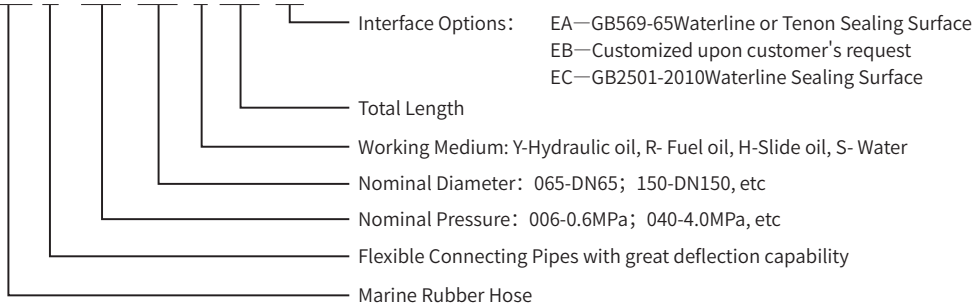 Interface Options： EA—GB569-65Waterline or Tenon Sealing Surface
EB—Customized upon customer's request
EC—GB2501-2010Waterline Sealing Surface
Total Length
Working Medium: Y-Hydraulic oil, R- Fuel oil, H-Slide oil, S- Water
Nominal Diameter：065-DN65；150-DN150, etc
Nominal Pressure：006-0.6MPa；040-4.0MPa, etc
Flexible Connecting Pipes with great deflection capability
Marine Rubber Hose